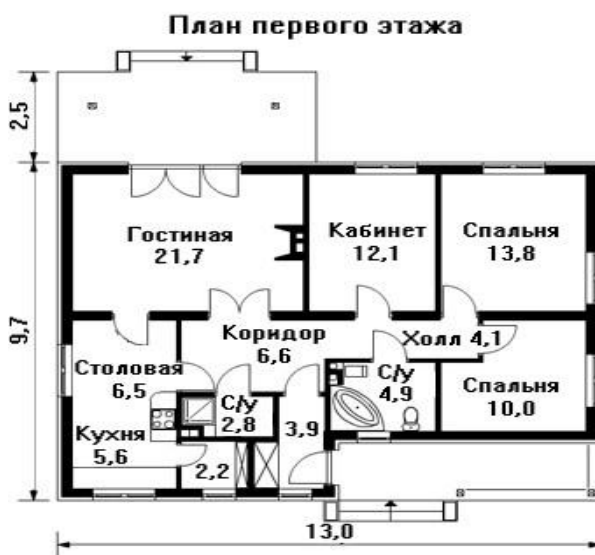 План первого этажа
2,5
9,7
Гостиная
21,7
Кабинет
12,1
Спальня
13,8
Коридор
6,6
Холл 4,1
Столовая
6,5
С/у
2,8
3,9
С/у
4,9
Спальня
10,0
Кухня
5,6
2,2
13,0